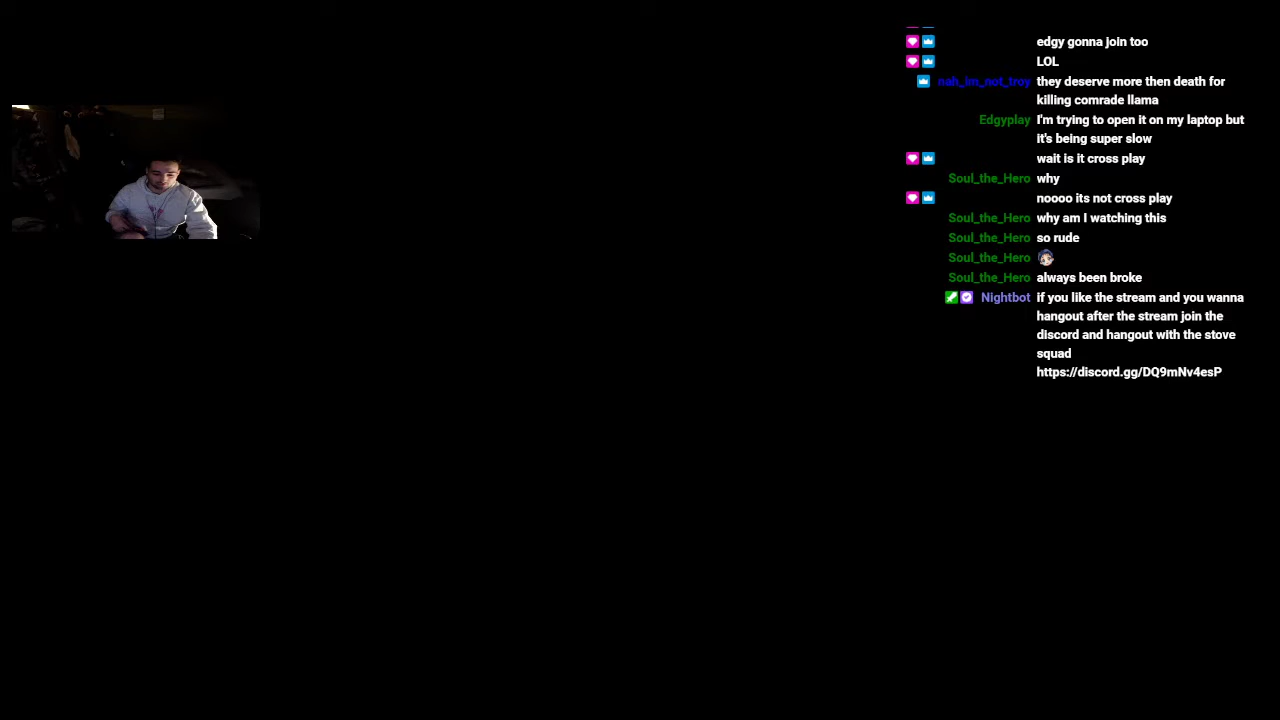 edgy gonna join too
LOL
nah_im_not_troy they deserve more then death for
killing comrade llama
Edgyplay I'm trying to open it on my laptop but
it's being super slow
wait is it cross play
Soul_the_Hero why
noooo its not cross play
Soul_the_Hero why am I watching this
Soul_the_Hero so rude
Soul_the_Hero
Soul_the_Hero always been broke
Nightbot if you like the stream and you wanna
hangout after the stream join the
discord and hangout with the stove
squad
https://discord.gg/DQ9mNv4esP